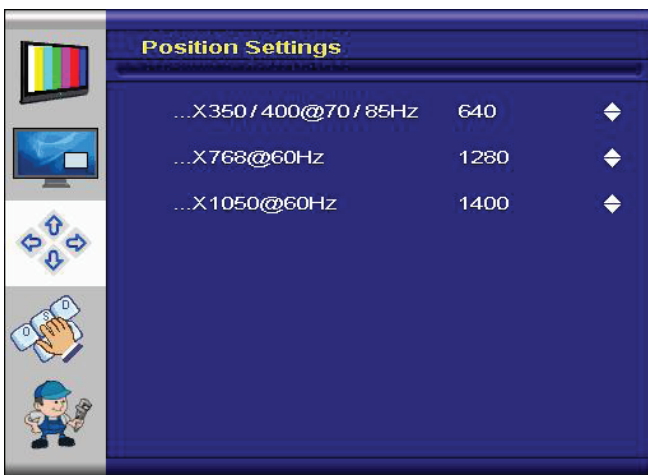 Position Settings
...X350/400@70/85Hz 640
...X768@60Hz 1280
...X1050@60Hz 1400
O S D